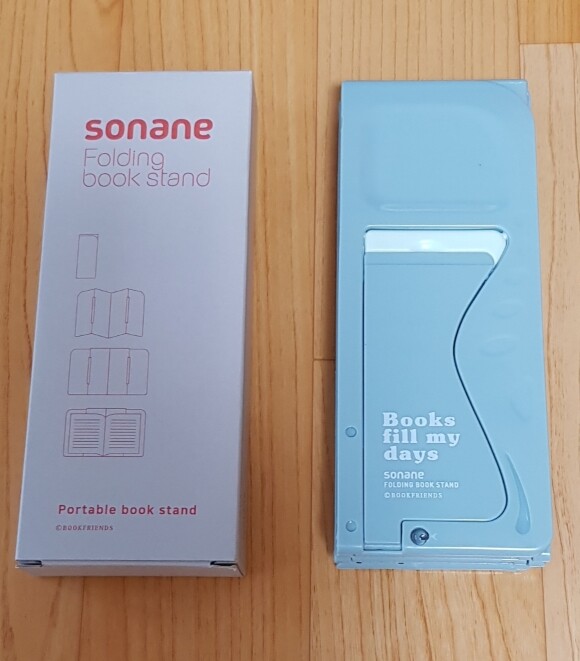 sonane
Folding
book stand
Portable book stand
©BOOKFRIENDS
Books
fill my
days
sonane
FOLDING BOOK STAND
©BOOKFRIENDS